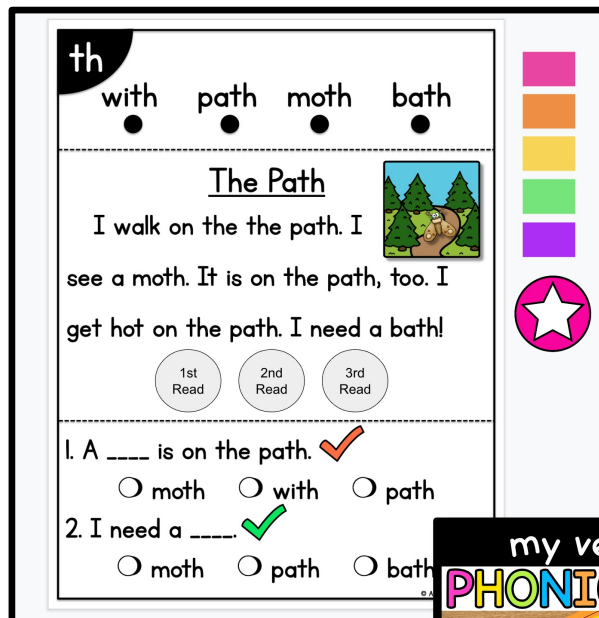 th
with path moth bath
The Path
I walk on the the path. I
see a moth. It is on the path, too. I
get hot on the path. I need a bath!
1st Read
2nd Read
3rd Read
1. A ____ is on the path.
moth with path
2. I need a ____.
moth path bath
my